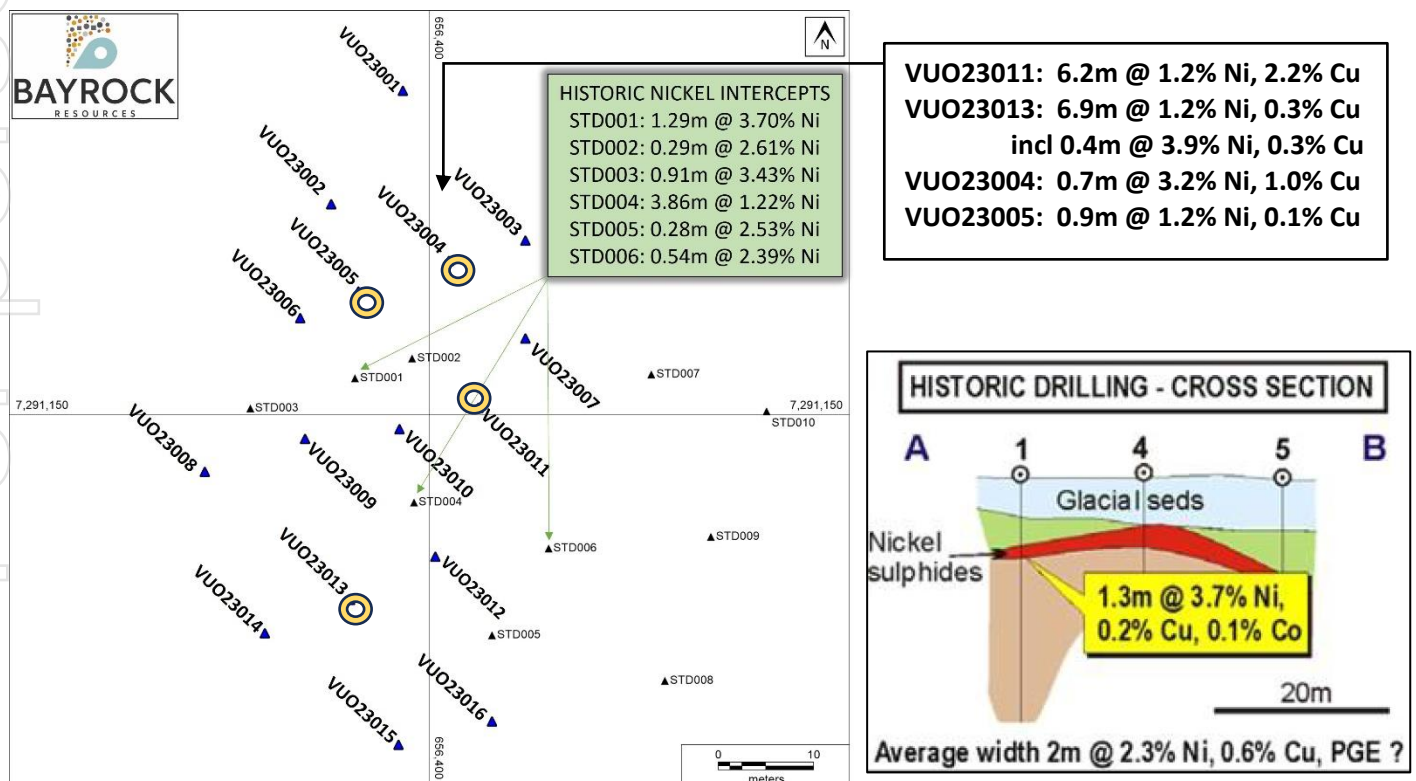 BAYROCK
RESOURCES
N
656,400
VUO23001
VUO23002
VUO23003
VUO23004
VUO23005
VUO23006
HISTORIC NICKEL INTERCEPTS
STD001: 1.29m @ 3.70% Ni
STD002: 0.29m @ 2.61% Ni
STD003: 0.91m @ 3.43% Ni
STD004: 3.86m @ 1.22% Ni
STD005: 0.28m @ 2.53% Ni
STD006: 0.54m @ 2.39% Ni
VUO23011: 6.2m @ 1.2% Ni, 2.2% Cu
VUO23013: 6.9m @ 1.2% Ni, 0.3% Cu
incl 0.4m @ 3.9% Ni, 0.3% Cu
VUO23004: 0.7m @ 3.2% Ni, 1.0% Cu
VUO23005: 0.9m @ 1.2% Ni, 0.1% Cu
STD002
STD001
VUO23007
STD007
7,291,150
STD003
7,291,150
STD010
VUO23008
VUO23009
VUO23010
VUO23011
STD004
STD006
STD009
VUO23013
VUO23012
VUO23014
STD005
STD008
VUO23016
VUO23015
656,400
0 10
meters
HISTORIC DRILLING - CROSS SECTION
A 1 4 5 B
Glacial seds
Nickel
sulphides
1.3m @ 3.7% Ni,
0.2% Cu, 0.1% Co
20m
Average width 2m @ 2.3% Ni, 0.6% Cu, PGE ?